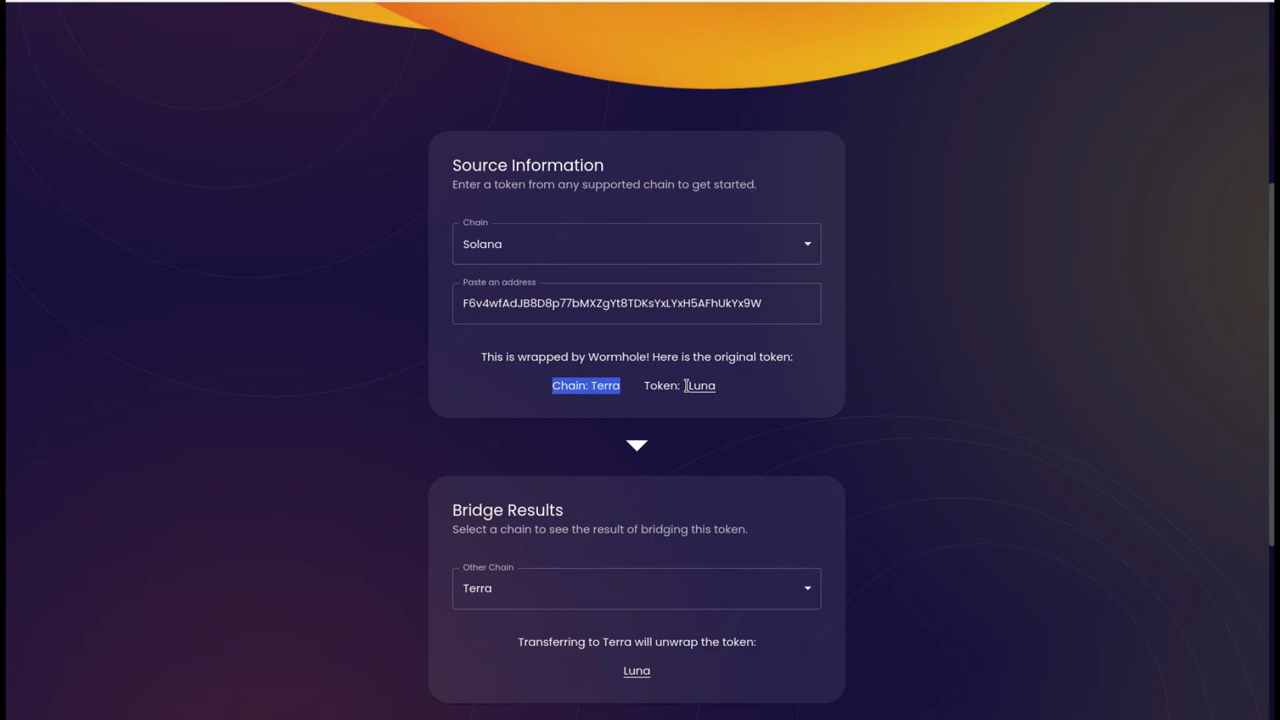 Source Information
Enter a token from any supported chain to get started.
Chain
Solana
Paste an address
F6v4wfAdJB8D8p77bMXZgYt8TDKsYxLYxH5AFhUkYx9W
This is wrapped by Wormhole! Here is the original token:
Chain: Terra Token: Luna
Bridge Results
Select a chain to see the result of bridging this token.
Other Chain
Terra
Transferring to Terra will unwrap the token:
Luna